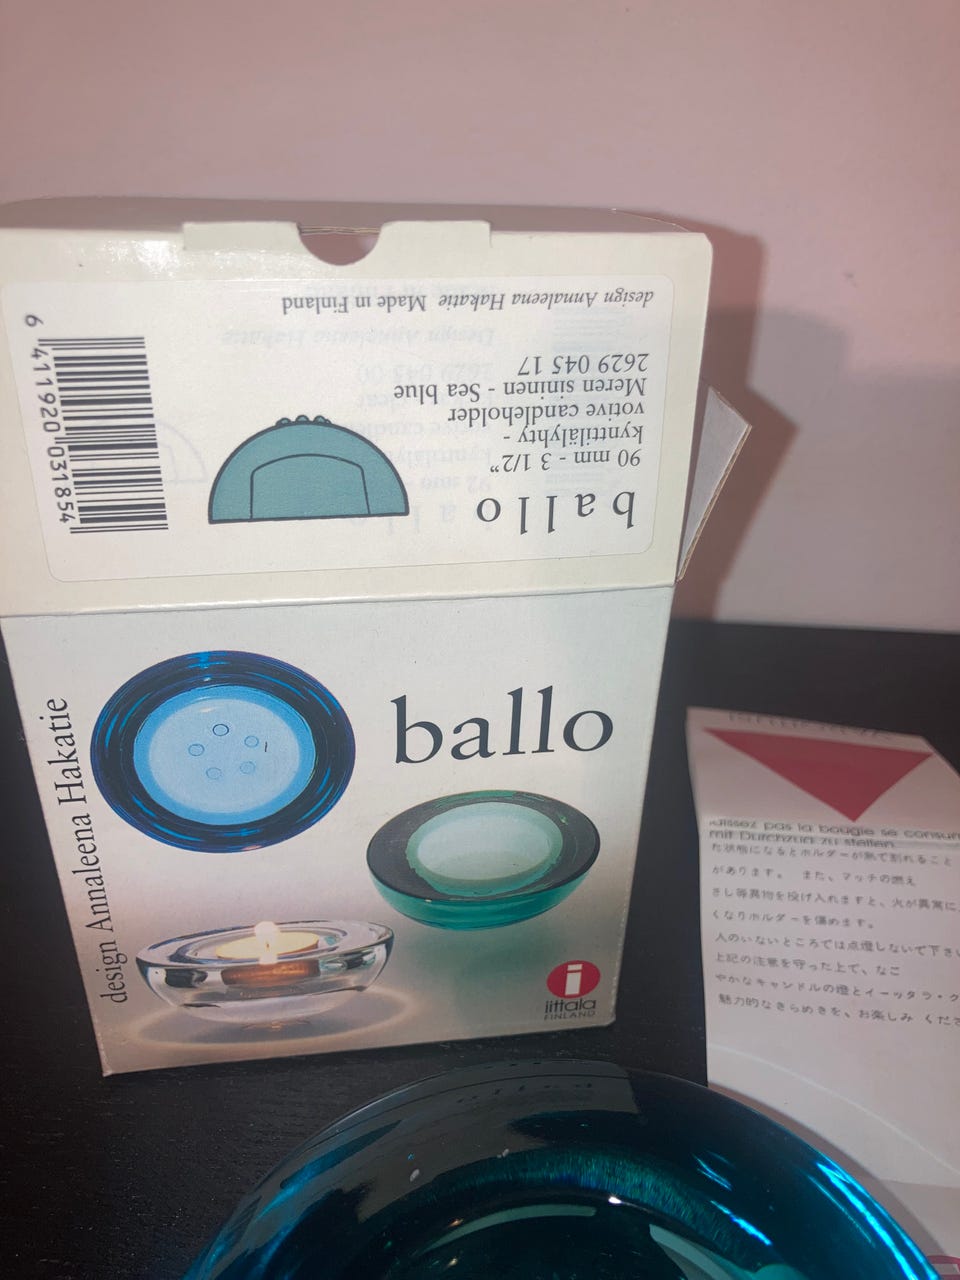 ballo
90 mm - 3 1/2“
kynttilälyhty -
votive candleholder
Meren sininen - Sea blue
2629 045 17
design Annaleena Hakatie Made in Finland
6 411920 031854
ballo
design Annaleena Hakatie
i
iittala
FINLAND
pas la bougie se
mit Durchzug zu stellen.
た状態になるとホルダーが熱で割れること
があります。 また、マッチの燃え
さし等異物を投げ入れますと、火が異常に
くなりホルダーを傷めます。
人のいないところでは点燈しないで下さい
上記の注意を守った上で、なご
やかなキャンドルの燈とイーッタラ・ク
魅力的なきらめきを、お楽しみ くださ